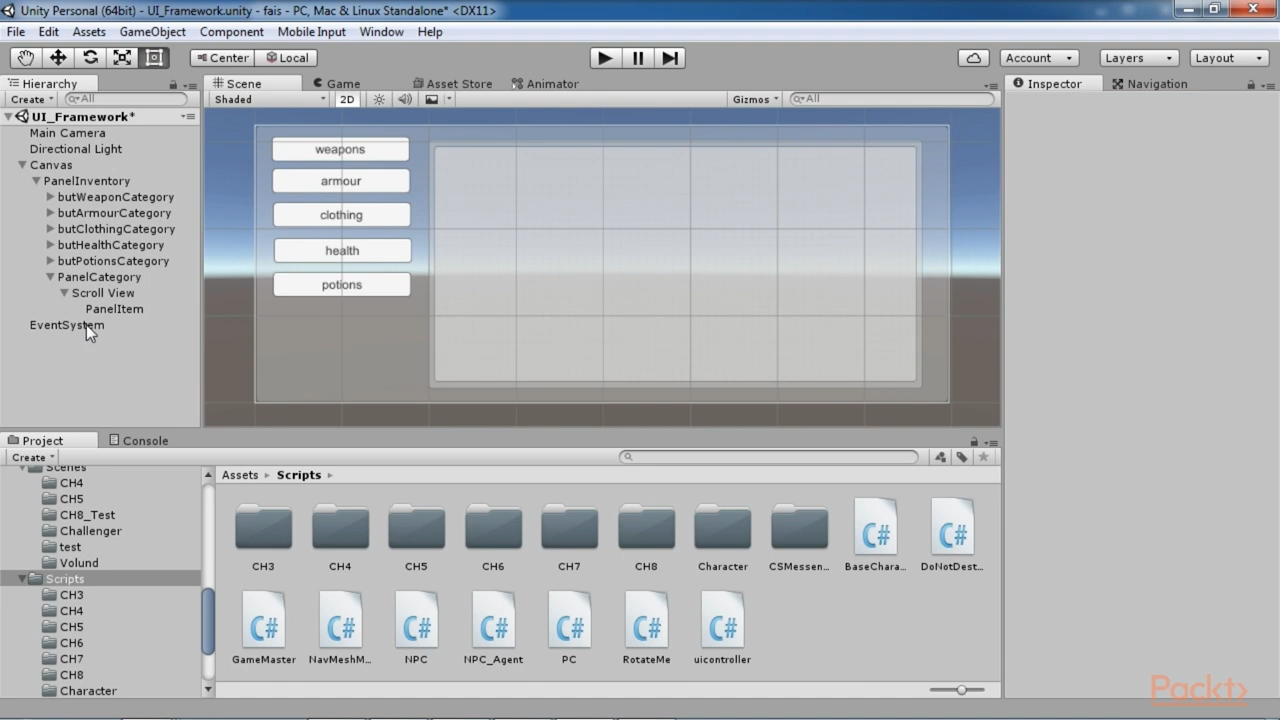 Unity Personal (64bit) - UI_Framework.unity - fais - PC, Mac & Linux Standalone* <DX11>
File Edit Assets GameObject Component Mobile Input Window Help
Center Local Account Layers Layout
Hierarchy Scene Game Asset Store Animator Inspector Navigation
Create All Shaded 2D Gizmos All
UI_Framework*
Main Camera
Directional Light
Canvas
PanelInventory
butWeaponCategory
butArmourCategory
butClothingCategory
butHealthCategory
butPotionsCategory
PanelCategory
Scroll View
PanelItem
EventSystem
weapons
armour
clothing
health
potions
Project Console
Create
Scenes
CH4
CH5
CH8_Test
Challenger
test
Volund
Scripts
CH3
CH4
CH5
CH6
CH7
CH8
Character
Assets Scripts
CH3 CH4 CH5 CH6 CH7 CH8 Character CSMessen... BaseChara... DoNotDest...
C# C#
C# C# C# C# C# C# C#
GameMaster NavMeshM... NPC NPC_Agent PC RotateMe uicontroller
Packt>